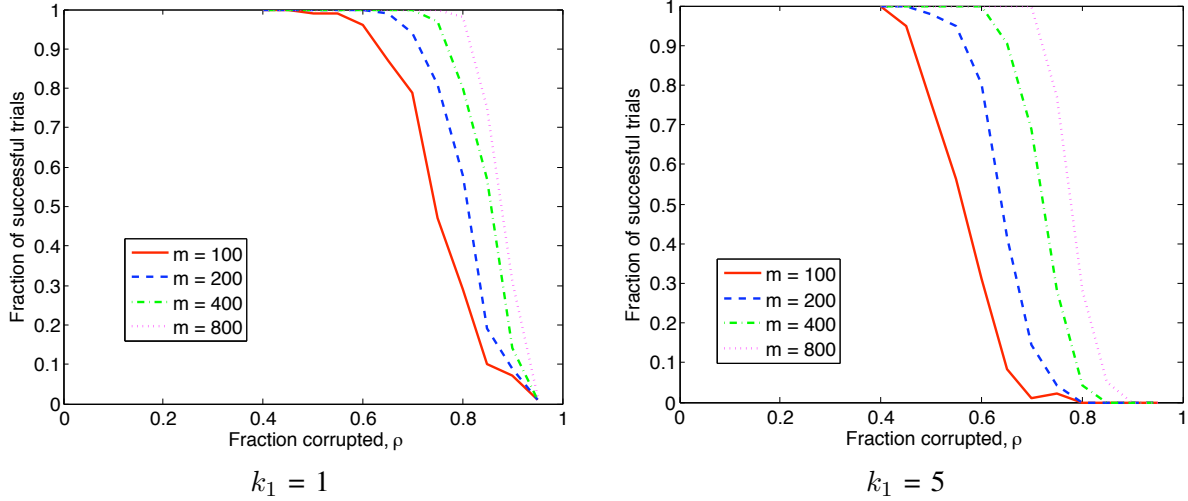 1
0.9
0.8
0.7
0.6
0.5
0.4
0.3
0.2
0.1
0
Fraction of successful trials
m = 100
m = 200
m = 400
m = 800
0 0.2 0.4 0.6 0.8 1
Fraction corrupted, ρ
k₁ = 1
1
0.9
0.8
0.7
0.6
0.5
0.4
0.3
0.2
0.1
0
Fraction of successful trials
m = 100
m = 200
m = 400
m = 800
0 0.2 0.4 0.6 0.8 1
Fraction corrupted, ρ
k₁ = 5